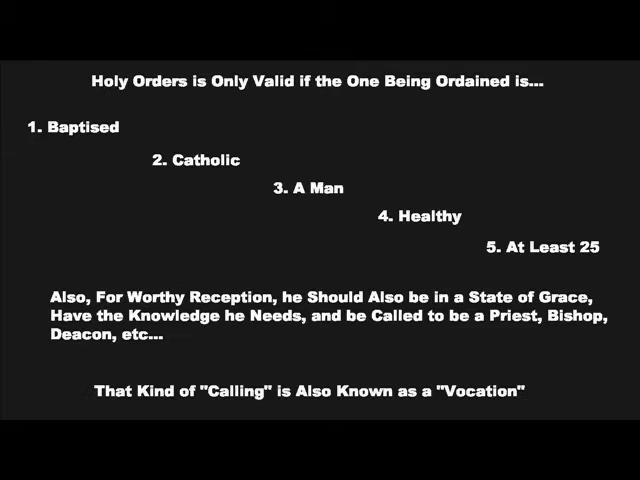 Holy Orders is Only Valid if the One Being Ordained is...
1. Baptised
2. Catholic
3. A Man
4. Healthy
5. At Least 25
Also, For Worthy Reception, he Should Also be in a State of Grace,
Have the Knowledge he Needs, and be Called to be a Priest, Bishop,
Deacon, etc...
That Kind of "Calling" is Also Known as a "Vocation"